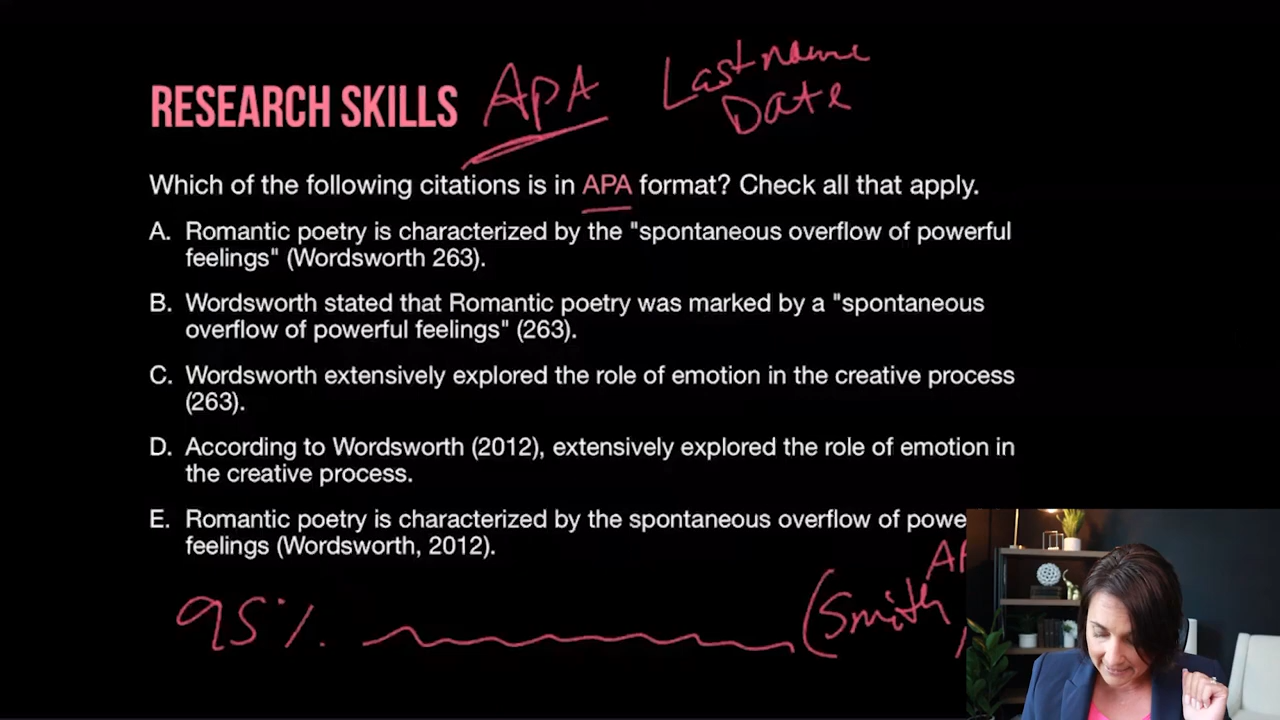 RESEARCH SKILLS APA Last name
Date
Which of the following citations is in APA format? Check all that apply.
A. Romantic poetry is characterized by the "spontaneous overflow of powerful
feelings" (Wordsworth 263).
B. Wordsworth stated that Romantic poetry was marked by a "spontaneous
overflow of powerful feelings" (263).
C. Wordsworth extensively explored the role of emotion in the creative process
(263).
D. According to Wordsworth (2012), extensively explored the role of emotion in
the creative process.
E. Romantic poetry is characterized by the spontaneous overflow of powe
feelings (Wordsworth, 2012).
95% (Smith,